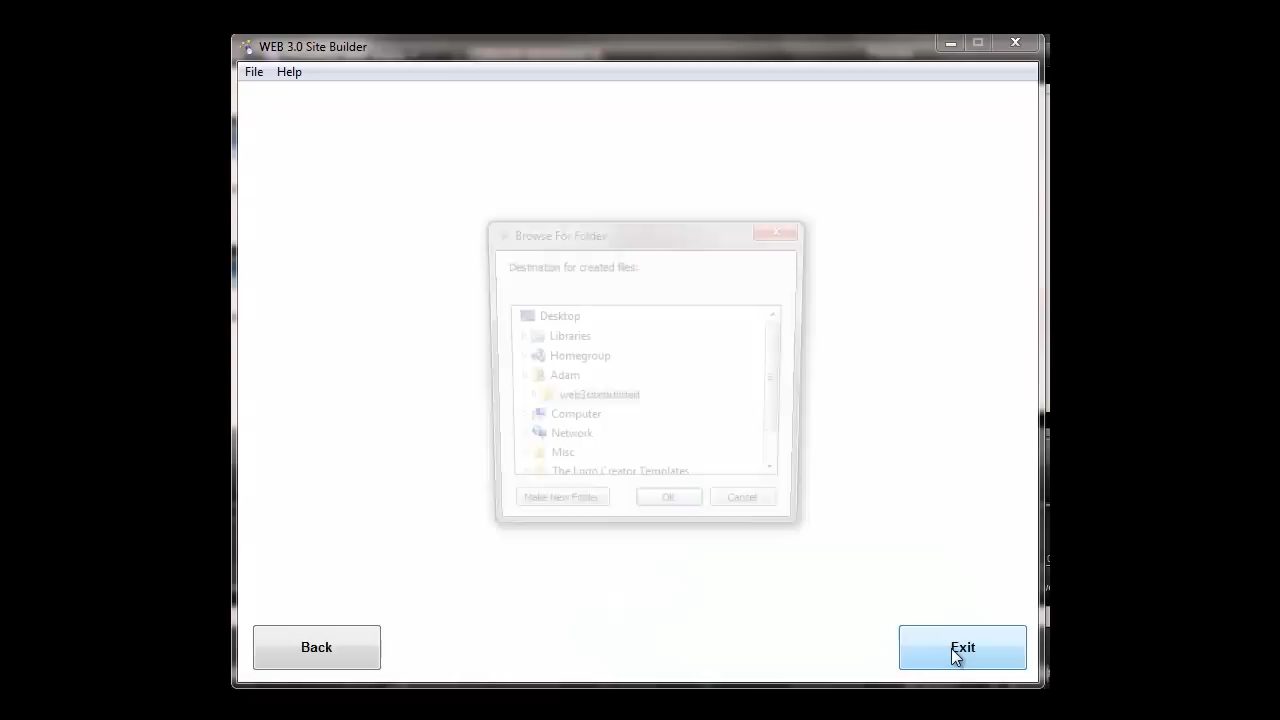 WEB 3.0 Site Builder
File Help
Browse For Folder
Destination for created files:
Desktop
Libraries
Homegroup
Adam
Computer
Network
Misc
The Logo Creator Templates
Make New Folder OK Cancel
Back Exit